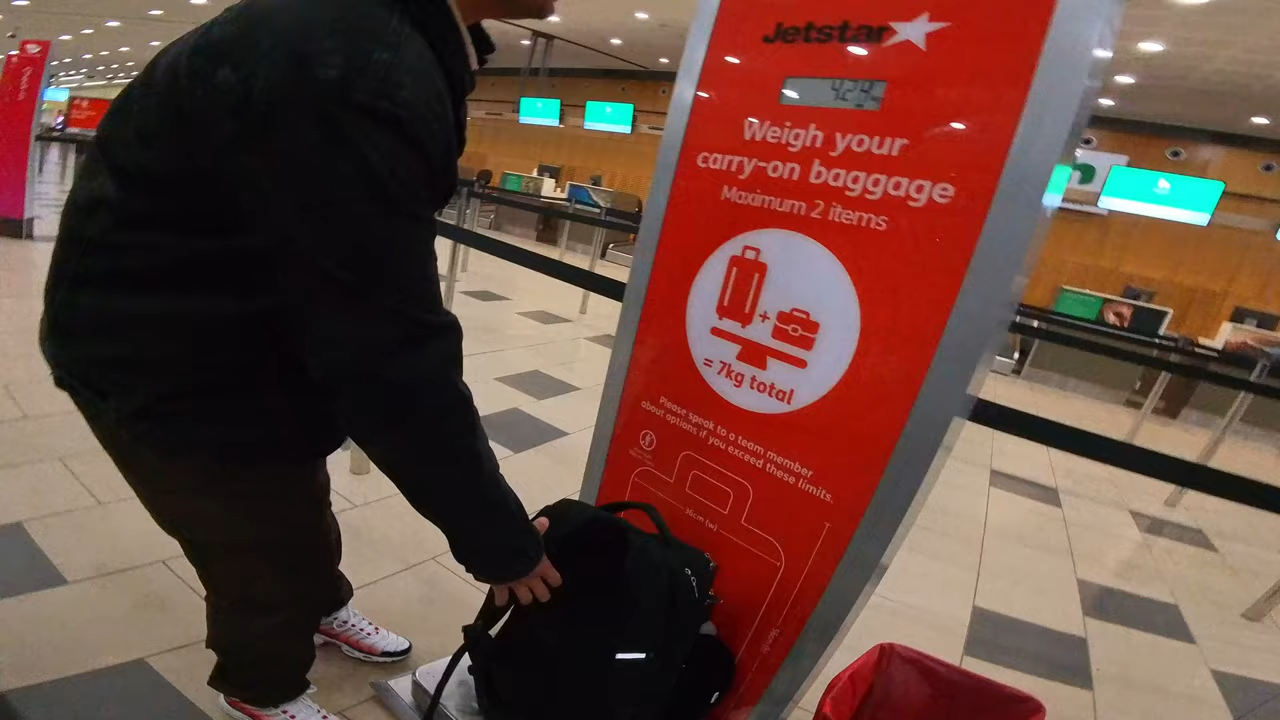 Jetstar
Weigh your
carry-on baggage
Maximum 2 items
+
= 7kg total
Please speak to a team member
about options if you exceed these limits.
36cm (w)